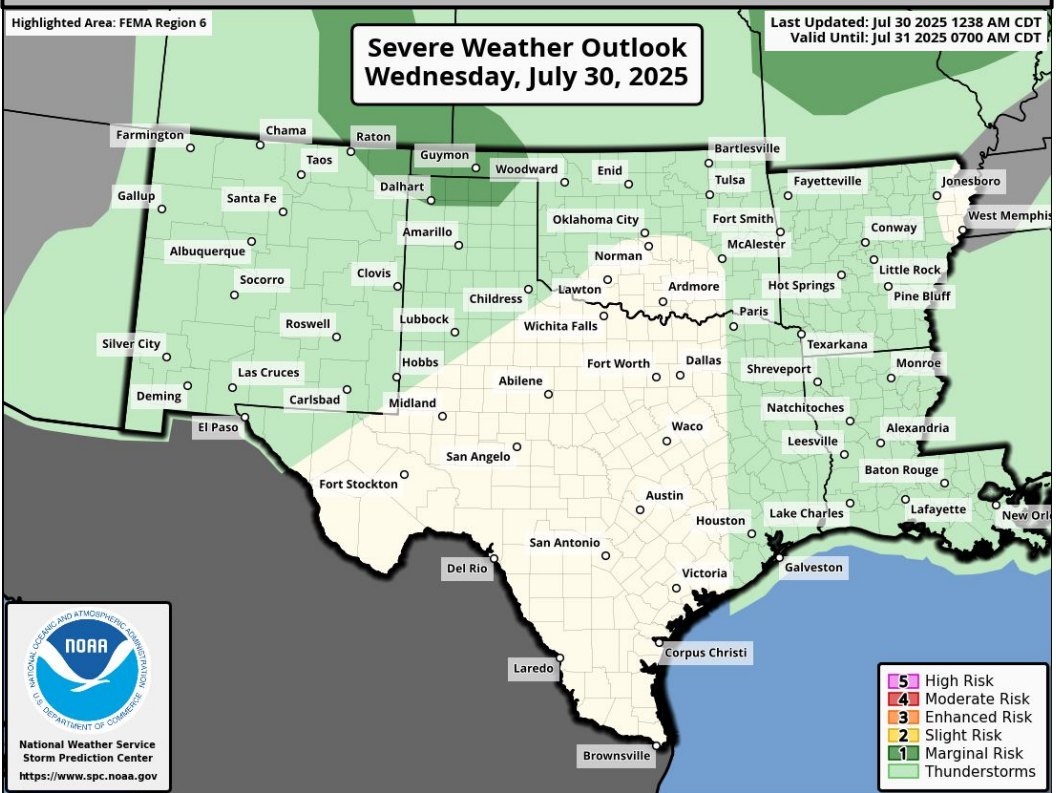 Highlighted Area: FEMA Region 6
Severe Weather Outlook
Wednesday, July 30, 2025
Last Updated: Jul 30 2025 1238 AM CDT
Valid Until: Jul 31 2025 0700 AM CDT
Farmington
Chama
Raton
Taos
Guymon
Woodward
Enid
Bartlesville
Tulsa
Fayetteville
Jonesboro
Gallup
Santa Fe
Dalhart
Oklahoma City
Fort Smith
Conway
West Memphis
Albuquerque
Amarillo
Norman
McAlester
Little Rock
Socorro
Clovis
Childress
Lawton
Ardmore
Hot Springs
Pine Bluff
Roswell
Lubbock
Wichita Falls
Paris
Texarkana
Silver City
Las Cruces
Hobbs
Fort Worth
Dallas
Shreveport
Monroe
Deming
Carlsbad
Midland
Abilene
Natchitoches
El Paso
Waco
Leesville
Alexandria
San Angelo
Fort Stockton
Baton Rouge
Austin
Houston
Lake Charles
Lafayette
New Orl
San Antonio
Del Rio
Victoria
Galveston
Laredo
Corpus Christi
Brownsville
NATIONAL OCEANIC AND ATMOSPHERIC ADMINISTRATION
NOAA
U.S. DEPARTMENT OF COMMERCE
National Weather Service
Storm Prediction Center
https://www.spc.noaa.gov
5 High Risk
4 Moderate Risk
3 Enhanced Risk
2 Slight Risk
1 Marginal Risk
Thunderstorms